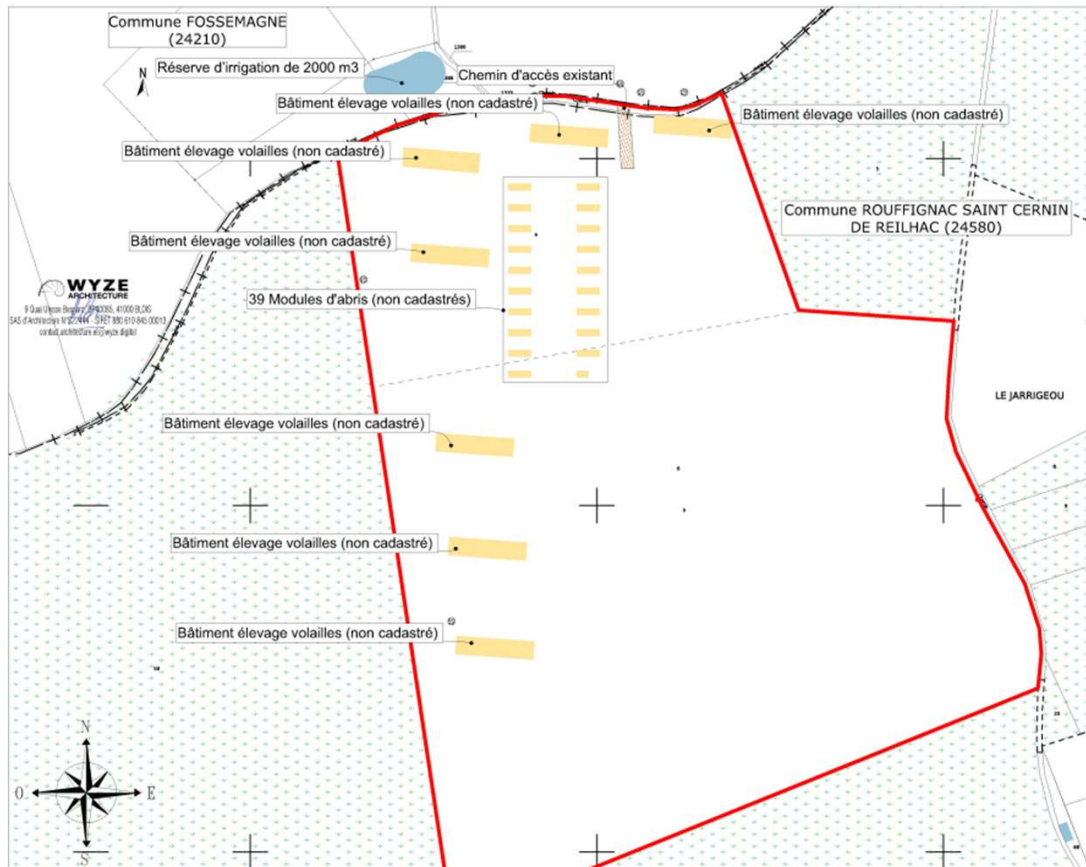 Commune FOSSEMAGNE
(24210)
N
Réserve d'irrigation de 2000 m3
Chemin d'accès existant
Bâtiment élevage volailles (non cadastré)
Bâtiment élevage volailles (non cadastré)
Bâtiment élevage volailles (non cadastré)
Commune ROUFFIGNAC SAINT CERNIN
DE REILHAC (24580)
Bâtiment élevage volailles (non cadastré)
WYZE
ARCHITECTURE
39 Modules d'abris (non cadastrés)
LE JARRIGEOU
Bâtiment élevage volailles (non cadastré)
Bâtiment élevage volailles (non cadastré)
Bâtiment élevage volailles (non cadastré)
N
O
E
S